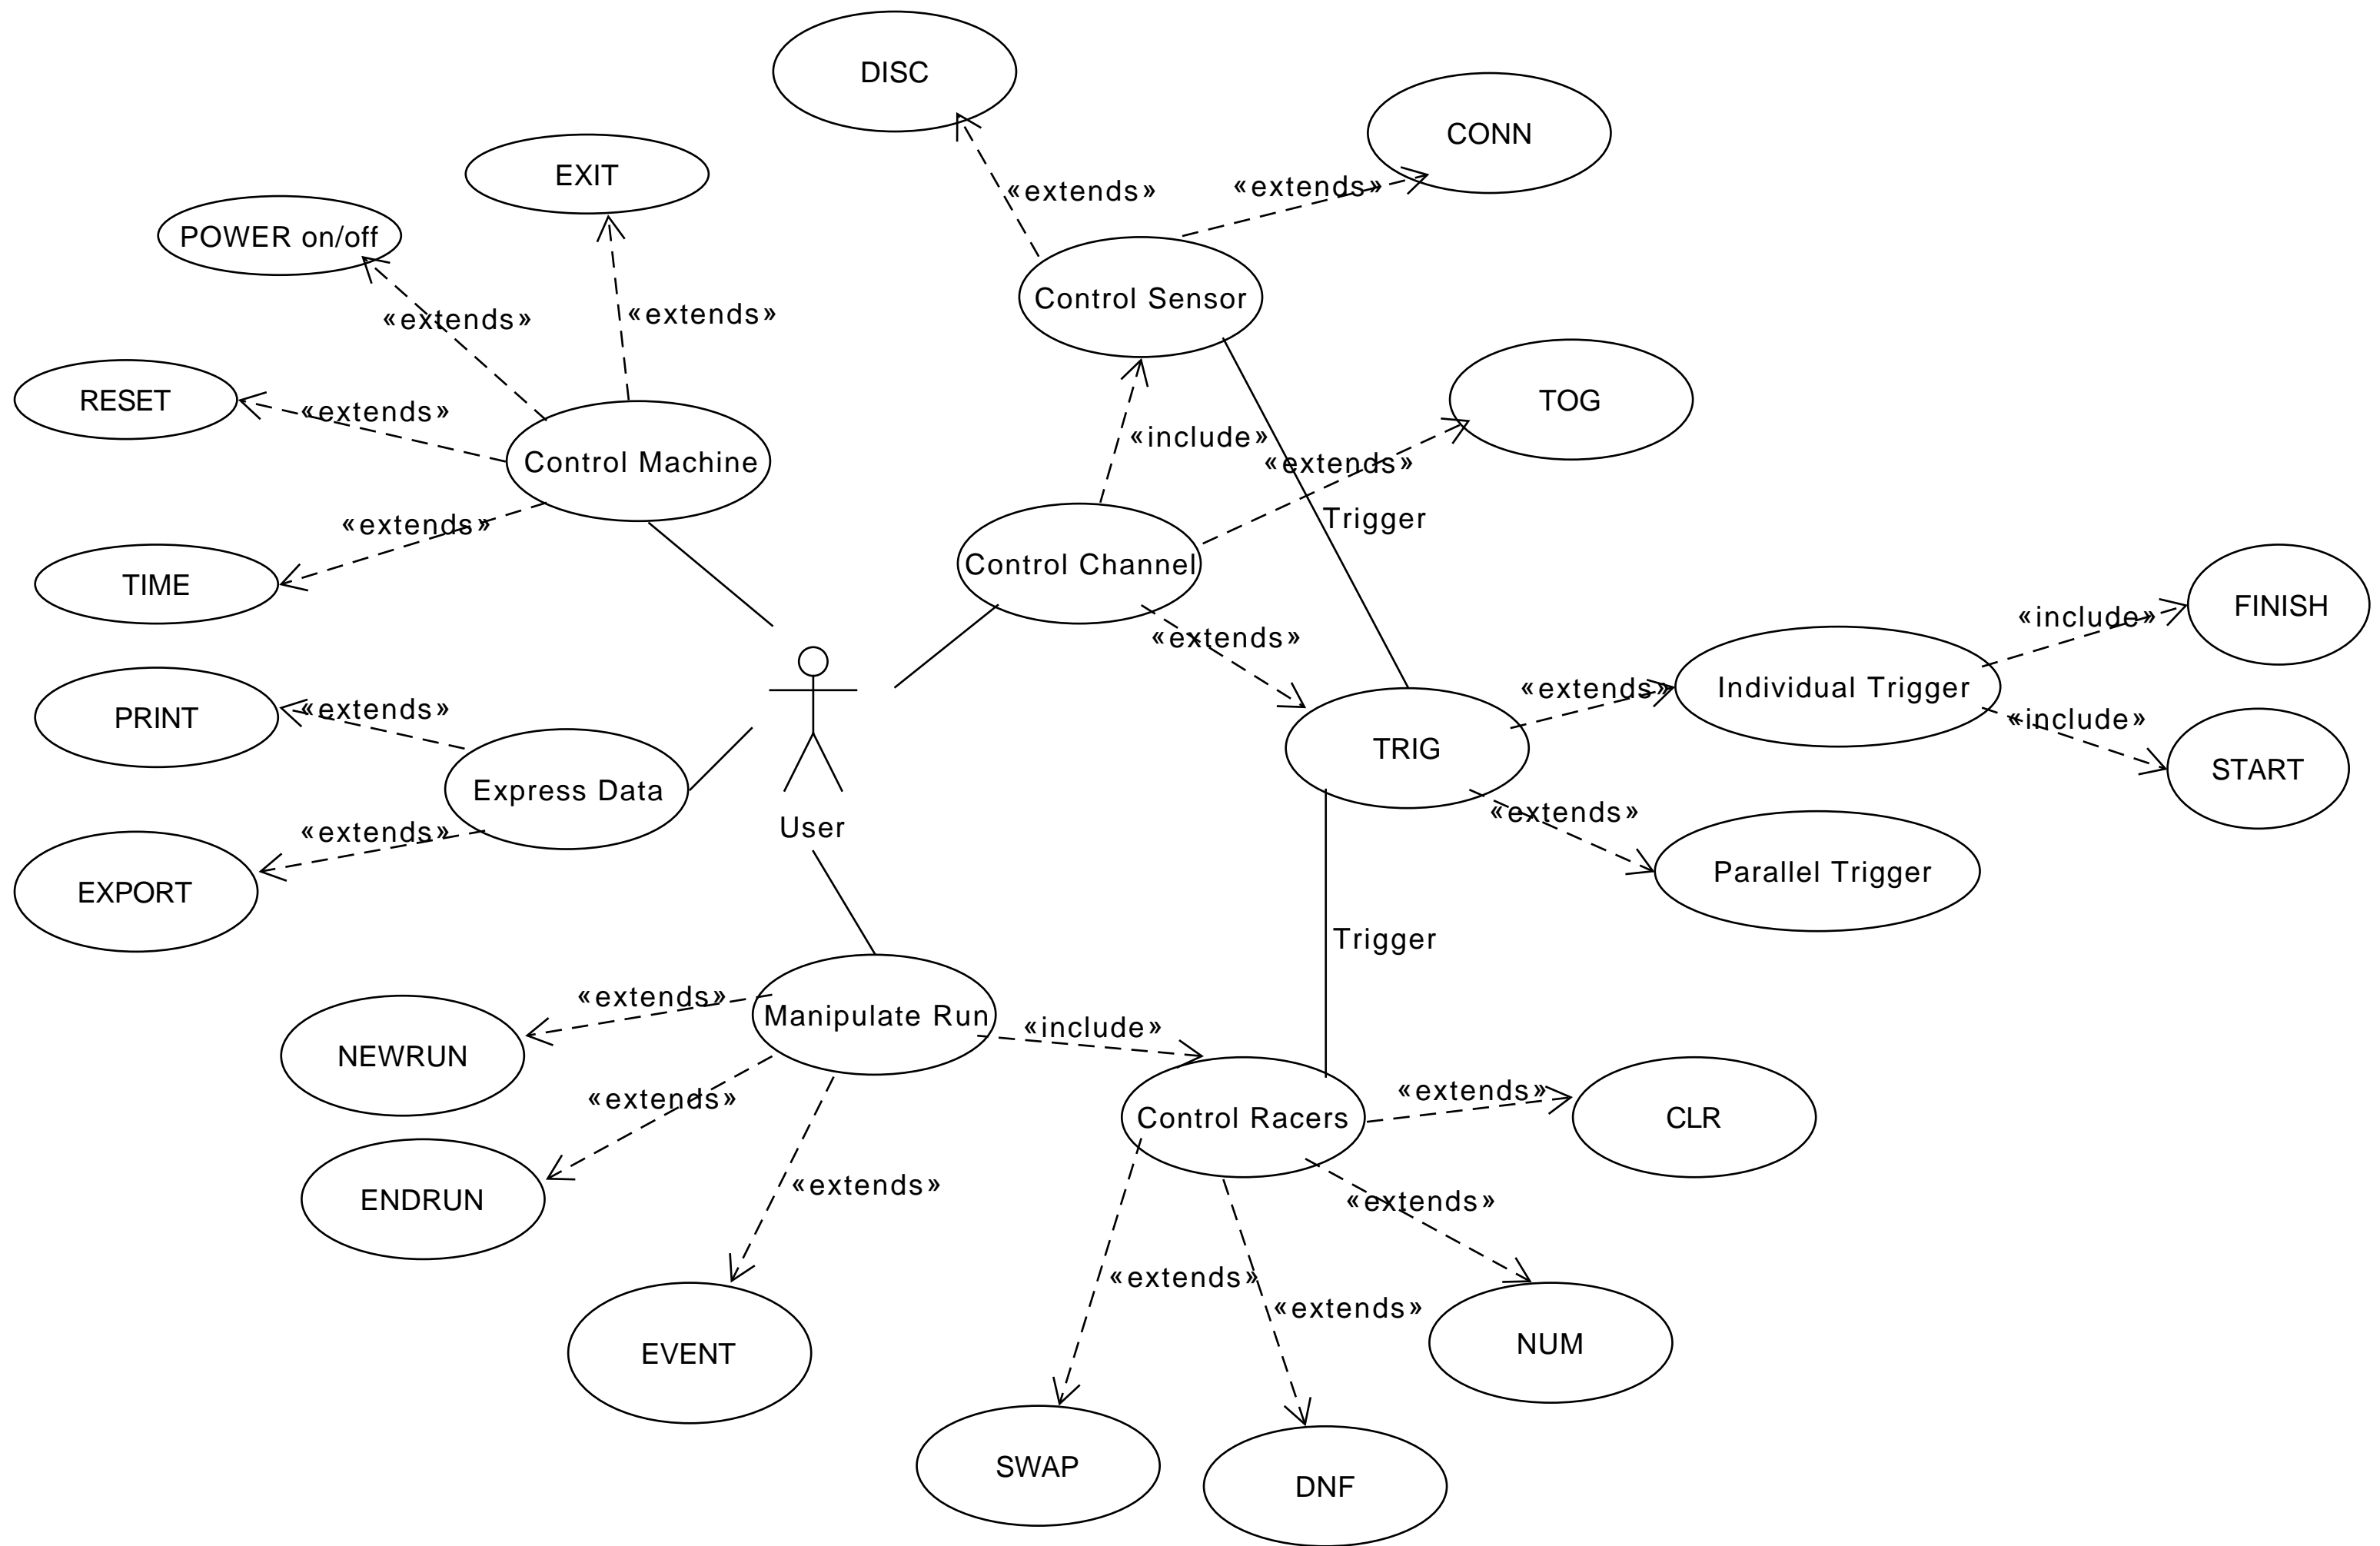 DISC
CONN
EXIT
«extends»
«extends»
POWER on/off
Control Sensor
«extends»
«extends»
RESET
«extends»
TOG
«include»
Control Machine
«extends»
«extends»
Trigger
Control Channel
TIME
FINISH
«include»
«extends»
Individual Trigger
«extends»
PRINT
«extends»
«include»
TRIG
START
Express Data
«extends»
User
«extends»
Parallel Trigger
EXPORT
Trigger
«extends»
Manipulate Run
«include»
NEWRUN
«extends»
«extends»
Control Racers
CLR
ENDRUN
«extends»
«extends»
«extends»
«extends»
EVENT
NUM
SWAP
DNF